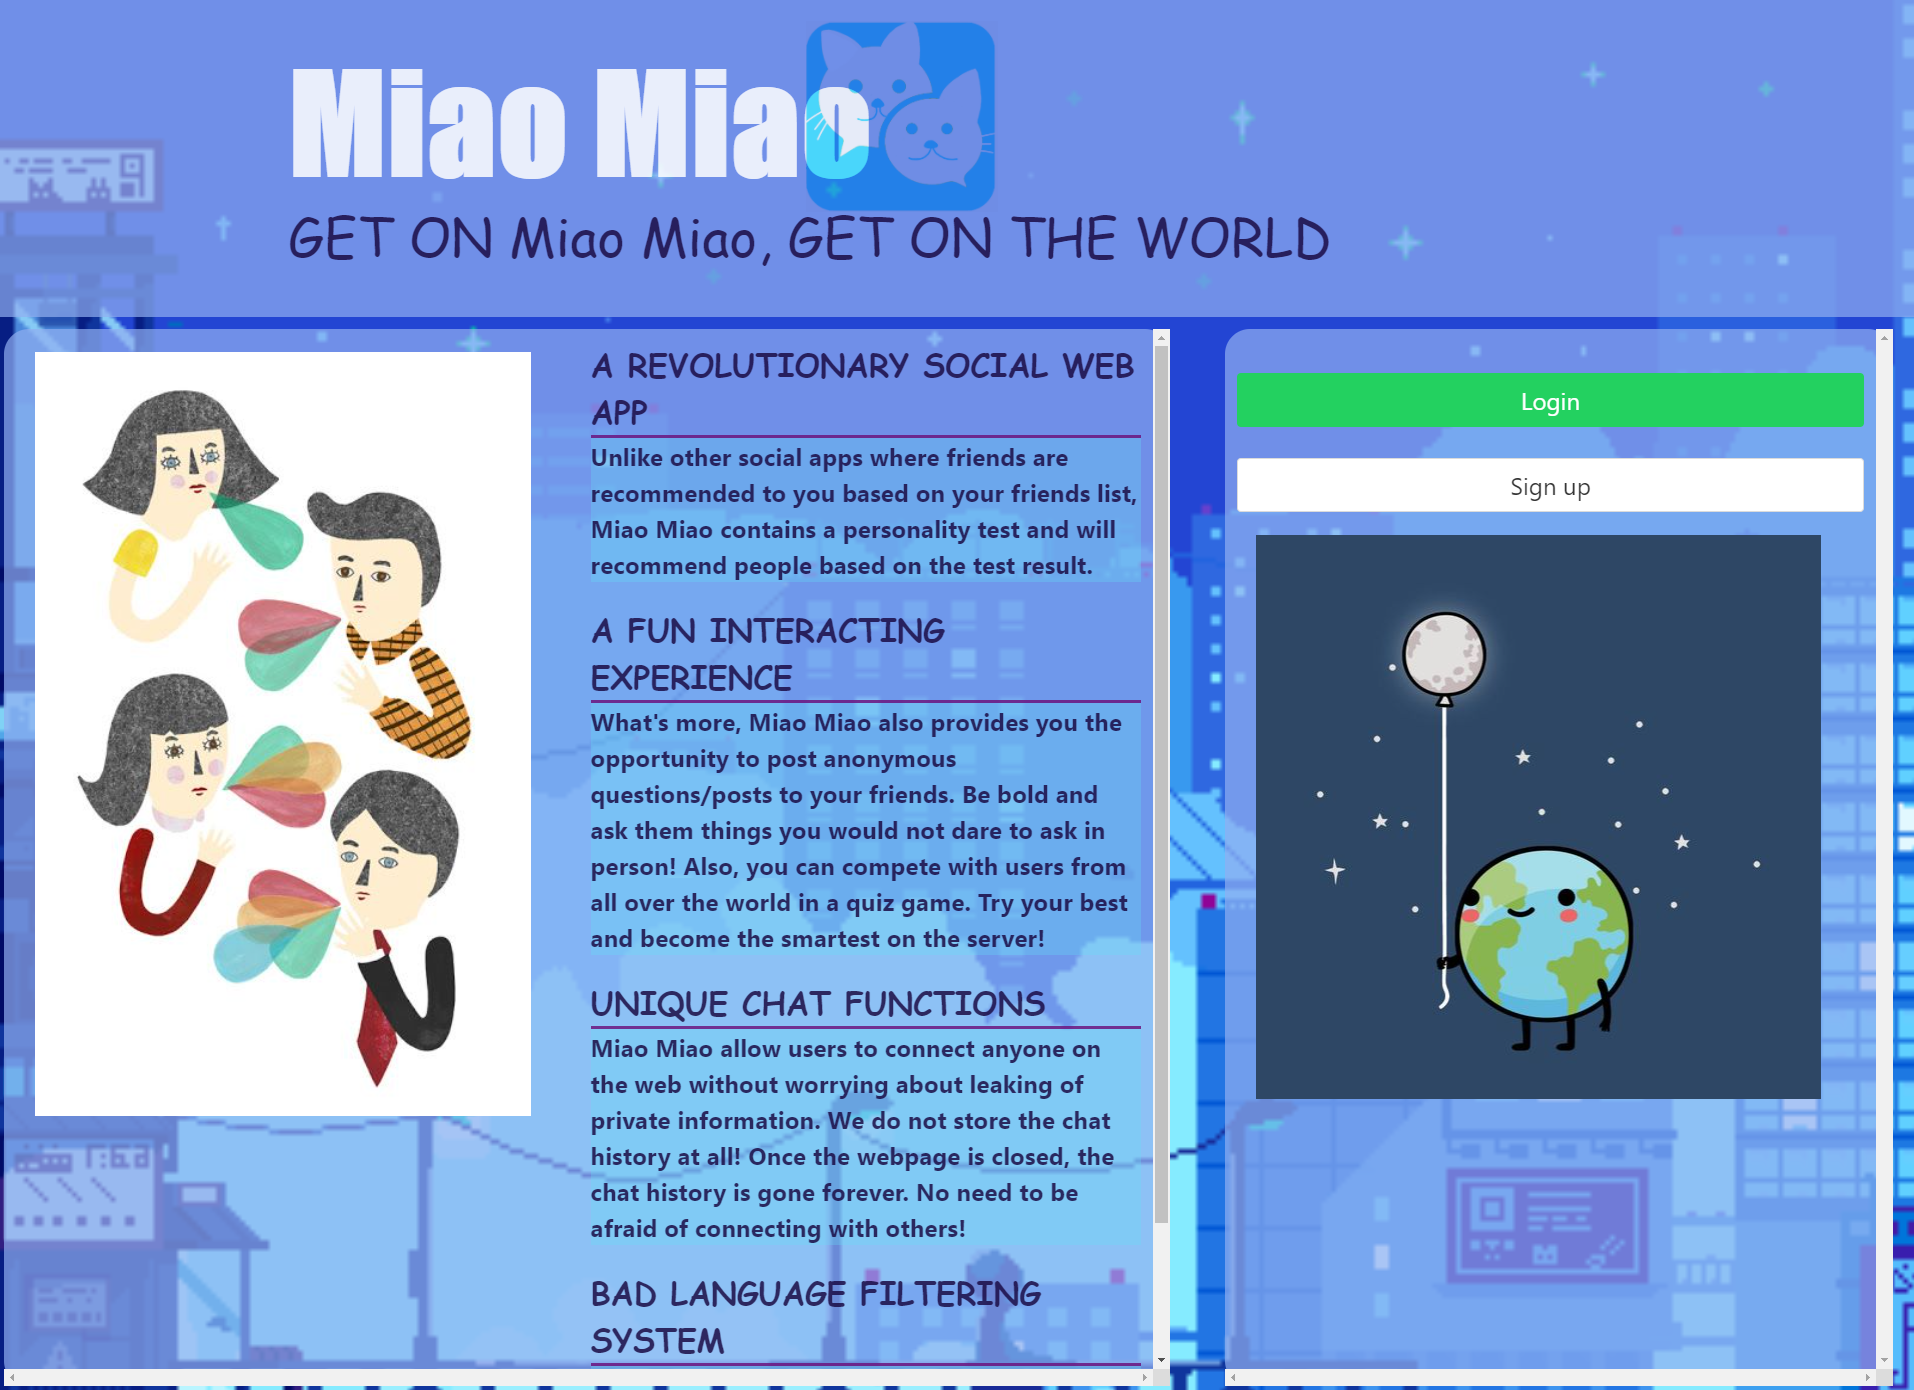 Miao Miao
GET ON Miao Miao, GET ON THE WORLD
A REVOLUTIONARY SOCIAL WEB
APP
Unlike other social apps where friends are
recommended to you based on your friends list,
Miao Miao contains a personality test and will
recommend people based on the test result.
A FUN INTERACTING
EXPERIENCE
What's more, Miao Miao also provides you the
opportunity to post anonymous
questions/posts to your friends. Be bold and
ask them things you would not dare to ask in
person! Also, you can compete with users from
all over the world in a quiz game. Try your best
and become the smartest on the server!
UNIQUE CHAT FUNCTIONS
Miao Miao allow users to connect anyone on
the web without worrying about leaking of
private information. We do not store the chat
history at all! Once the webpage is closed, the
chat history is gone forever. No need to be
afraid of connecting with others!
BAD LANGUAGE FILTERING
SYSTEM
Login
Sign up